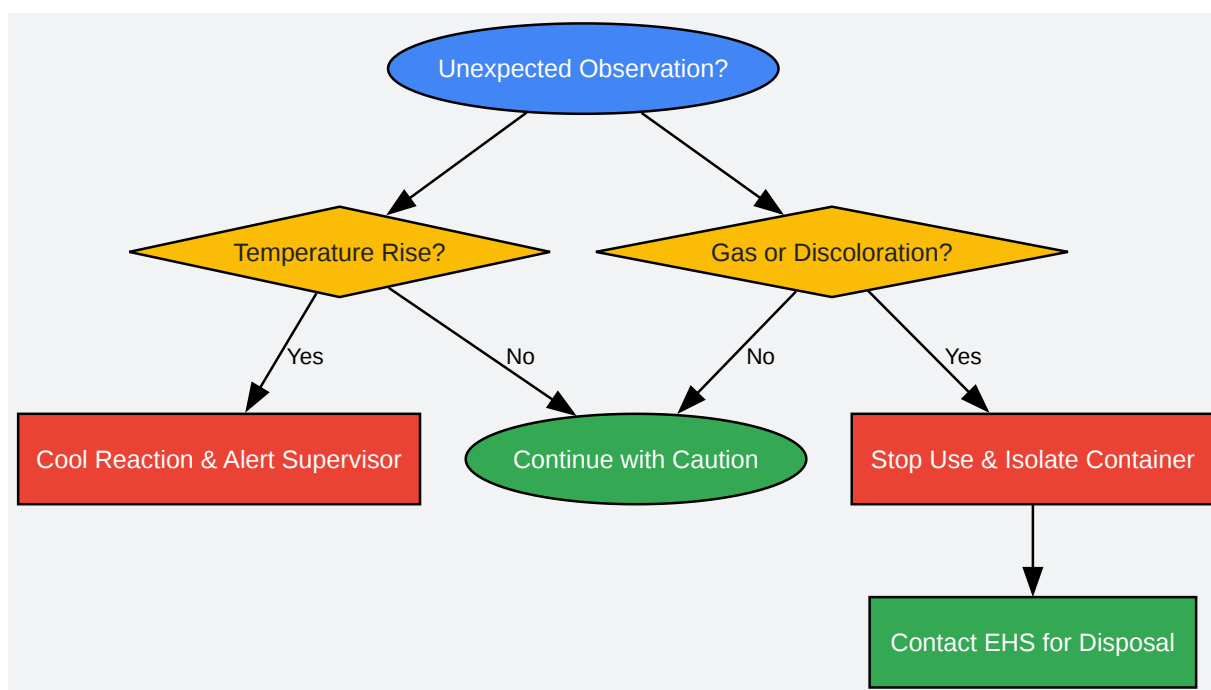 Unexpected Observation?
Temperature Rise?
Gas or Discoloration?
Yes
No
No
Yes
Cool Reaction & Alert Supervisor
Continue with Caution
Stop Use & Isolate Container
Contact EHS for Disposal